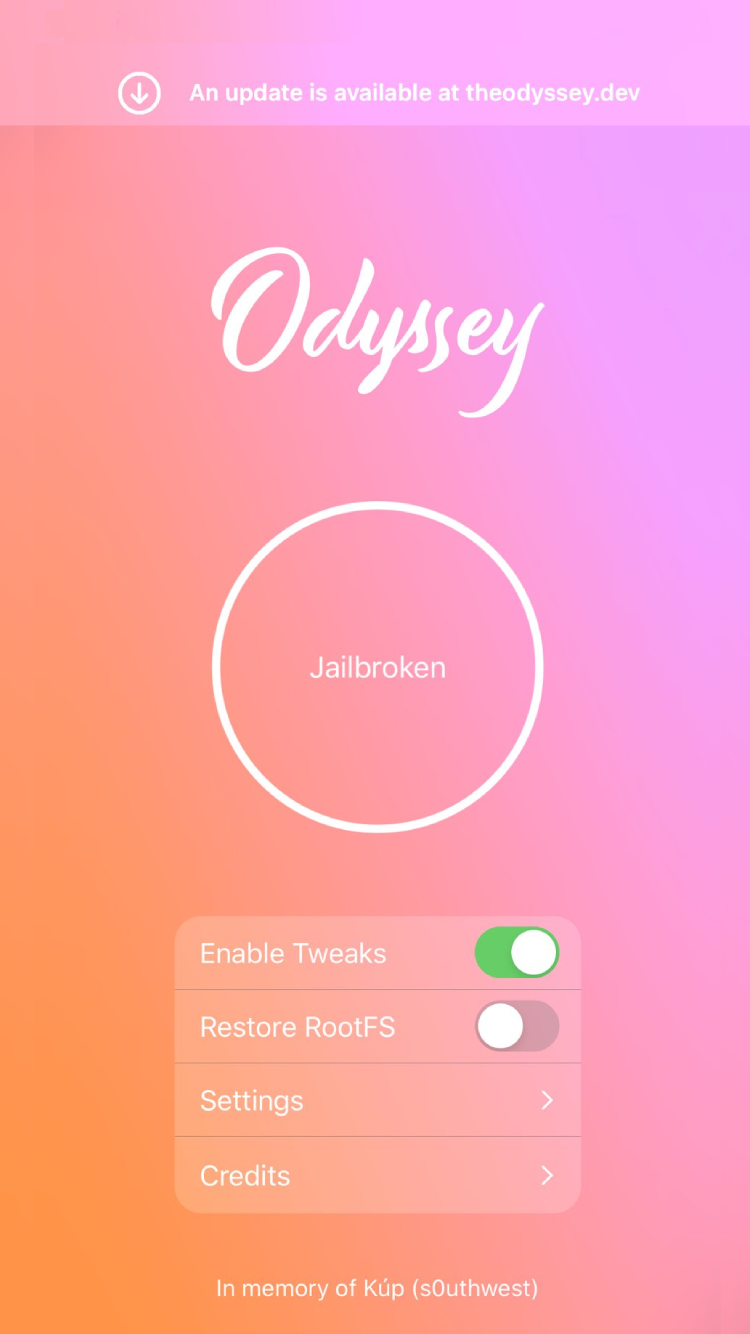 An update is available at theodyssey.dev
Odyssey
Jailbroken
Enable Tweaks
Restore RootFS
Settings
Credits
In memory of Kúp (s0uthwest)